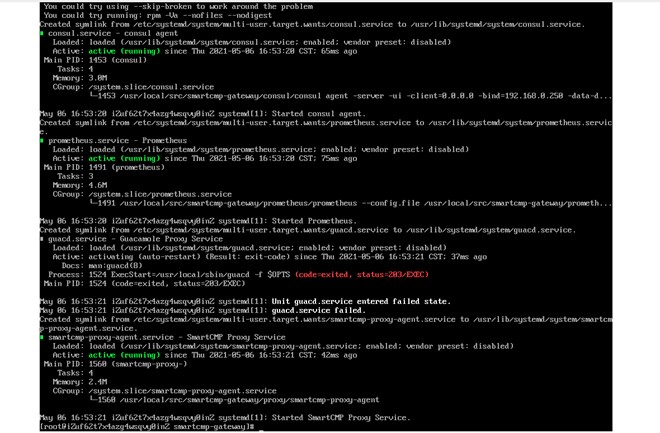 You could try using --skip-broken to work around the problem
You could try running: rpm -Va --nofiles --nodigest
Created symlink from /etc/systemd/system/multi-user.target.wants/consul.service to /usr/lib/systemd/system/consul.service.
consul.service - consul agent
Loaded: loaded (/usr/lib/systemd/system/consul.service; enabled; vendor preset: disabled)
Active: active (running) since Thu 2021-05-06 16:53:20 CST; 65ms ago
Main PID: 1453 (consul)
Tasks: 4
Memory: 3.0M
CGroup: /system.slice/consul.service
└─1453 /usr/local/src/smartcmp-gateway/consul/consul agent -server -ui -client=0.0.0.0 -bind=192.168.0.250 -data-d...
May 06 16:53:20 iZuf62t7x4azg4wsqvy0inZ systemd[1]: Started consul agent.
Created symlink from /etc/systemd/system/multi-user.target.wants/prometheus.service to /usr/lib/systemd/system/prometheus.servic
e.
prometheus.service - Prometheus
Loaded: loaded (/usr/lib/systemd/system/prometheus.service; enabled; vendor preset: disabled)
Active: active (running) since Thu 2021-05-06 16:53:20 CST; 75ms ago
Main PID: 1491 (prometheus)
Tasks: 3
Memory: 4.6M
CGroup: /system.slice/prometheus.service
└─1491 /usr/local/src/smartcmp-gateway/prometheus/prometheus --config.file /usr/local/src/smartcmp-gateway/prometh...
May 06 16:53:20 iZuf62t7x4azg4wsqvy0inZ systemd[1]: Started Prometheus.
Created symlink from /etc/systemd/system/multi-user.target.wants/guacd.service to /usr/lib/systemd/system/guacd.service.
guacd.service - Guacamole Proxy Service
Loaded: loaded (/usr/lib/systemd/system/guacd.service; enabled; vendor preset: disabled)
Active: activating (auto-restart) (Result: exit-code) since Thu 2021-05-06 16:53:21 CST; 37ms ago
Docs: man:guacd(8)
Process: 1524 ExecStart=/usr/local/sbin/guacd -f $OPTS (code=exited, status=203/EXEC)
Main PID: 1524 (code=exited, status=203/EXEC)
May 06 16:53:21 iZuf62t7x4azg4wsqvy0inZ systemd[1]: Unit guacd.service entered failed state.
May 06 16:53:21 iZuf62t7x4azg4wsqvy0inZ systemd[1]: guacd.service failed.
Created symlink from /etc/systemd/system/multi-user.target.wants/smartcmp-proxy-agent.service to /usr/lib/systemd/system/smartcm
p-proxy-agent.service.
smartcmp-proxy-agent.service - SmartCMP Proxy Service
Loaded: loaded (/usr/lib/systemd/system/smartcmp-proxy-agent.service; enabled; vendor preset: disabled)
Active: active (running) since Thu 2021-05-06 16:53:21 CST; 42ms ago
Main PID: 1560 (smartcmp-proxy-)
Tasks: 4
Memory: 2.4M
CGroup: /system.slice/smartcmp-proxy-agent.service
└─1560 /usr/local/src/smartcmp-gateway/proxy/smartcmp-proxy-agent
May 06 16:53:21 iZuf62t7x4azg4wsqvy0inZ systemd[1]: Started SmartCMP Proxy Service.
[root@iZuf62t7x4azg4wsqvy0inZ smartcmp-gateway]# _